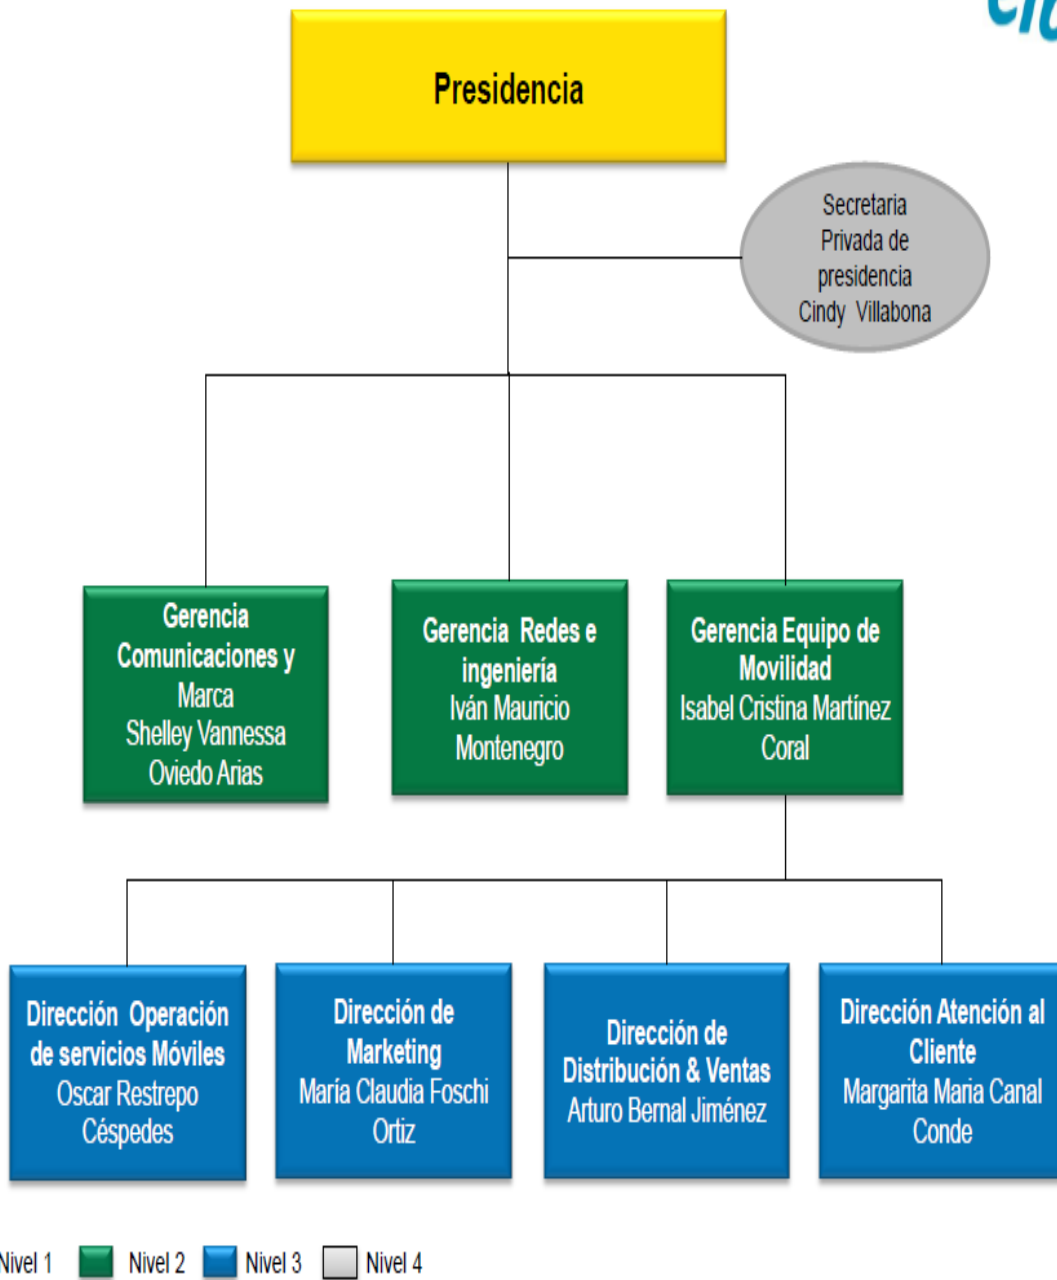 Presidencia
Secretaria
Privada de
presidencia
Cindy Villabona
Gerencia
Comunicaciones y
Marca
Shelley Vannessa
Oviedo Arias
Gerencia Redes e
ingeniería
Iván Mauricio
Montenegro
Gerencia Equipo de
Movilidad
Isabel Cristina Martínez
Coral
Dirección Operación
de servicios Móviles
Oscar Restrepo
Céspedes
Dirección de
Marketing
María Claudia Foschi
Ortiz
Dirección de
Distribución & Ventas
Arturo Bernal Jiménez
Dirección Atención al
Cliente
Margarita Maria Canal
Conde
Nivel 1 Nivel 2 Nivel 3 Nivel 4